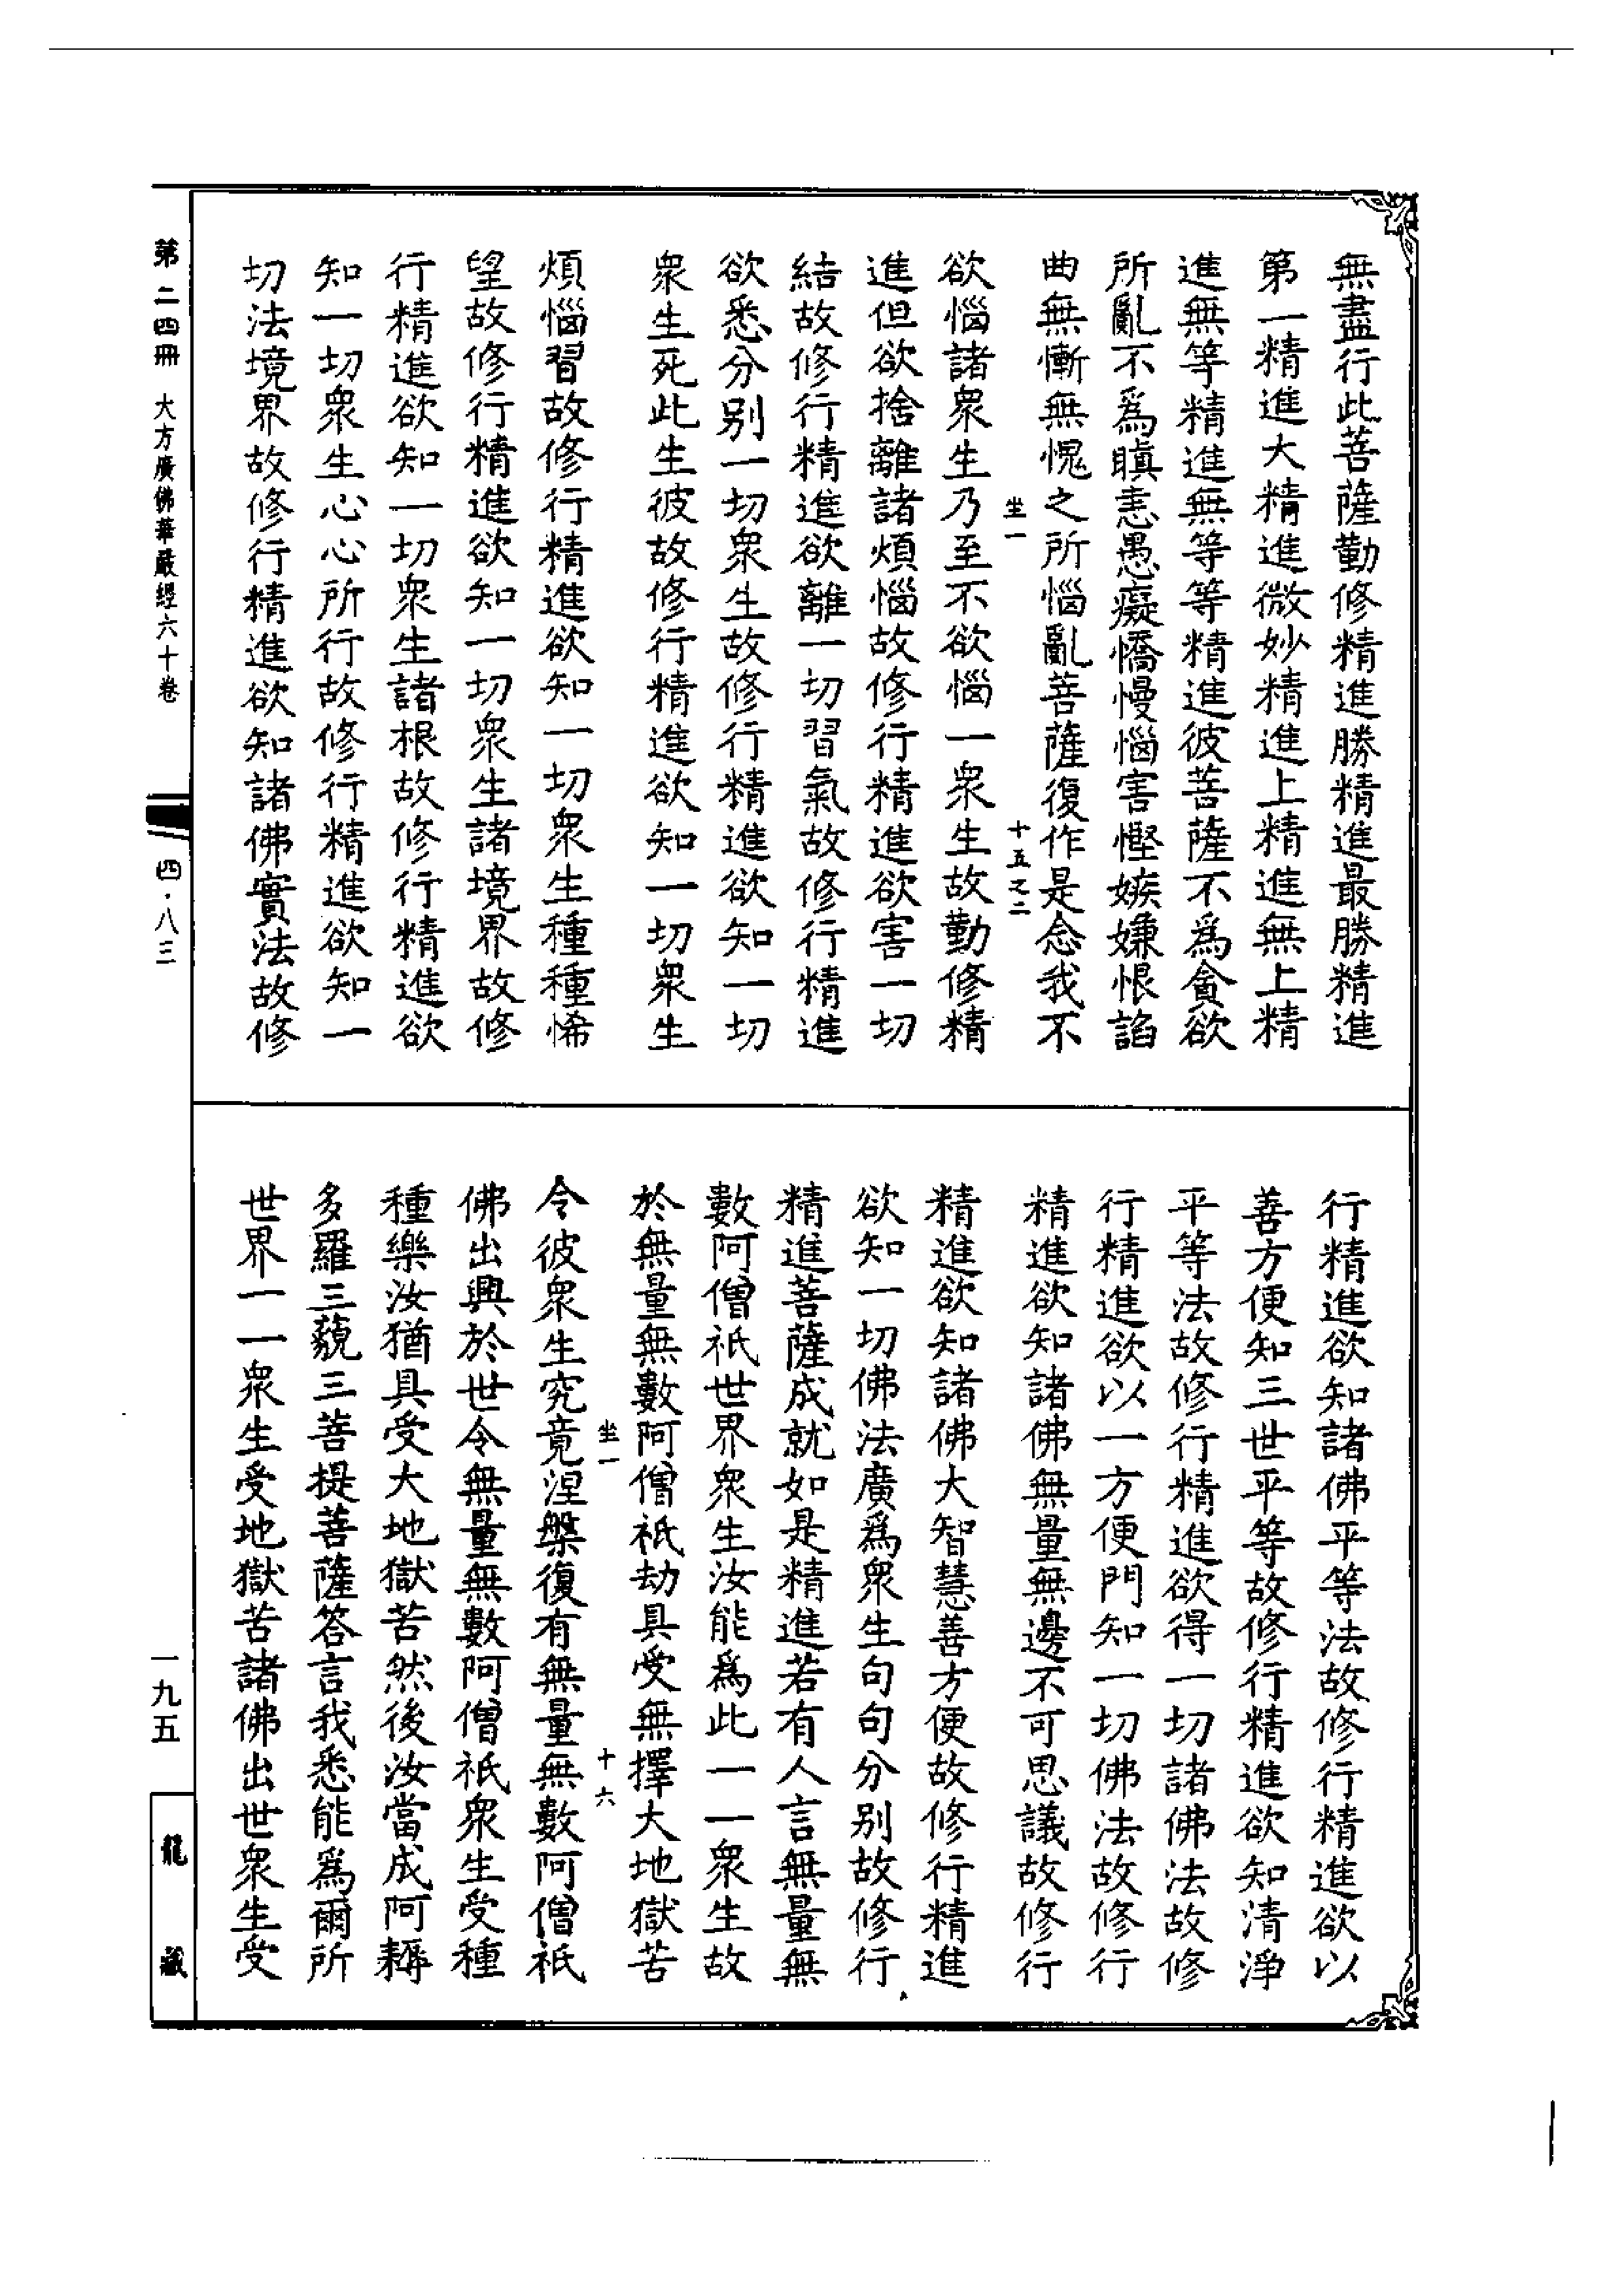 無盡行此菩薩勤修精進勝精進最勝精進
第一精進大精進微妙精進上精進無上精
進無等精進無等等精進彼菩薩不爲貪欲
所亂不爲瞋恚愚癡憍慢惱害慳嫉嫌恨諂
曲無慚無愧之所惱亂菩薩復作是念我不
坐一 十五之二
欲惱諸衆生乃至不欲惱一衆生故勤修精
進但欲捨離諸煩惱故修行精進欲害一切
結故修行精進欲離一切習氣故修行精進
欲悉分别一切衆生故修行精進欲知一切
衆生死此生彼故修行精進欲知一切衆生
煩惱習故修行精進欲知一切衆生種種悕
望故修行精進欲知一切衆生諸境界故修
行精進欲知一切衆生諸根故修行精進欲
知一切衆生心心所行故修行精進欲知一
切法境界故修行精進欲知諸佛實法故修
行精進欲知諸佛平等法故修行精進欲以
善方便知三世平等故修行精進欲知清淨
平等法故修行精進欲得一切諸佛法故修
行精進欲以一方便門知一切佛法故修行
精進欲知諸佛無量無邊不可思議故修行
精進欲知諸佛大智慧善方便故修行精進
欲知一切佛法廣爲衆生句句分别故修行
精進菩薩成就如是精進若有人言無量無
數阿僧祇世界衆生汝能爲此一一衆生故
於無量無數阿僧祇劫具受無擇大地獄苦
坐一 十六
令彼衆生究竟涅槃復有無量無數阿僧祇
佛出興於世令無量無數阿僧祇衆生受種
種樂汝猶具受大地獄苦然後汝當成阿耨
多羅三藐三菩提菩薩答言我悉能爲爾所
世界一一衆生受地獄苦諸佛出世衆生受
第二四冊 大方廣佛華嚴經六十卷 四·八三 一九五 龍藏